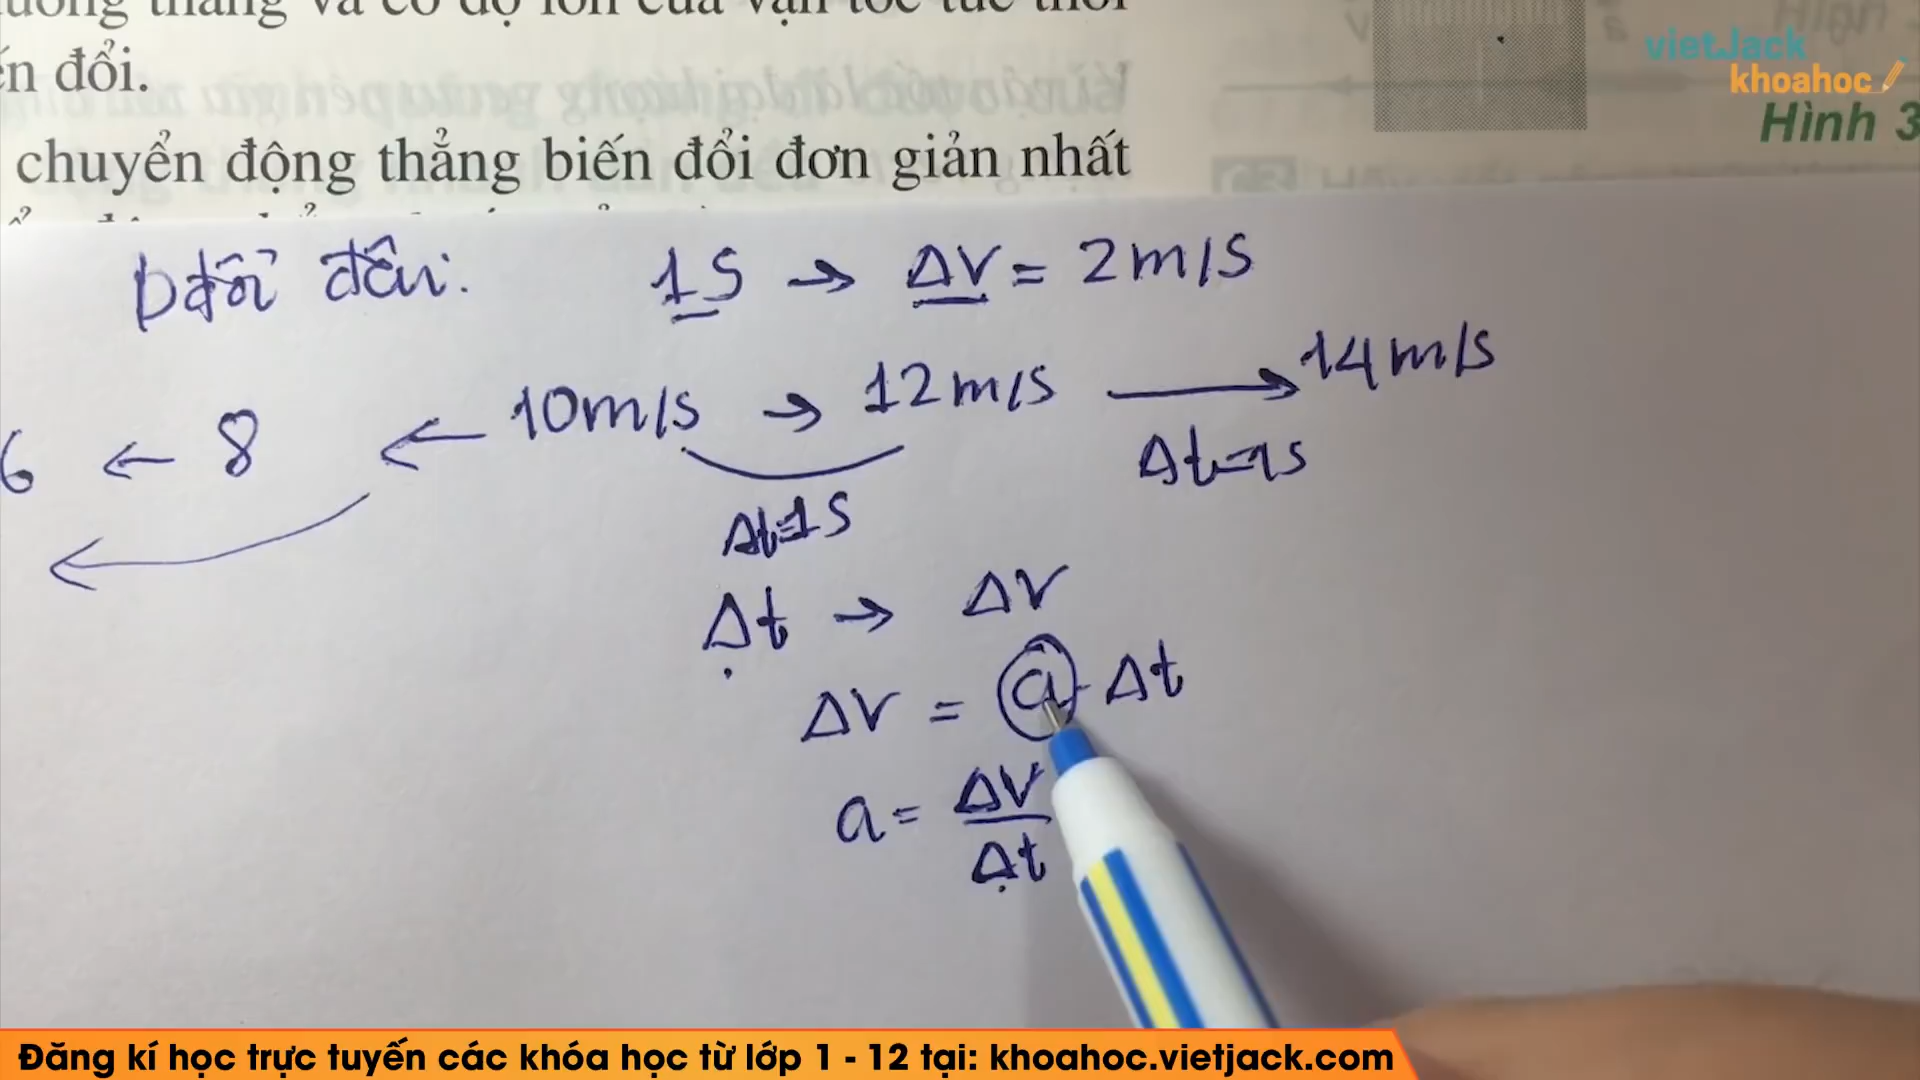 ến đổi.
chuyển động thẳng biến đổi đơn giản nhất
vietJack
khoahoc
Hình 3
bđổi đều: 1S → ΔV = 2m/s
6 ← 8 ← 10m/s → 12m/s → 14m/s
Δt=1S Δt=1s
Δt → ΔV
ΔV = a. Δt
a = ΔV/Δt
Đăng kí học trực tuyến các khóa học từ lớp 1 - 12 tại: khoahoc.vietjack.com